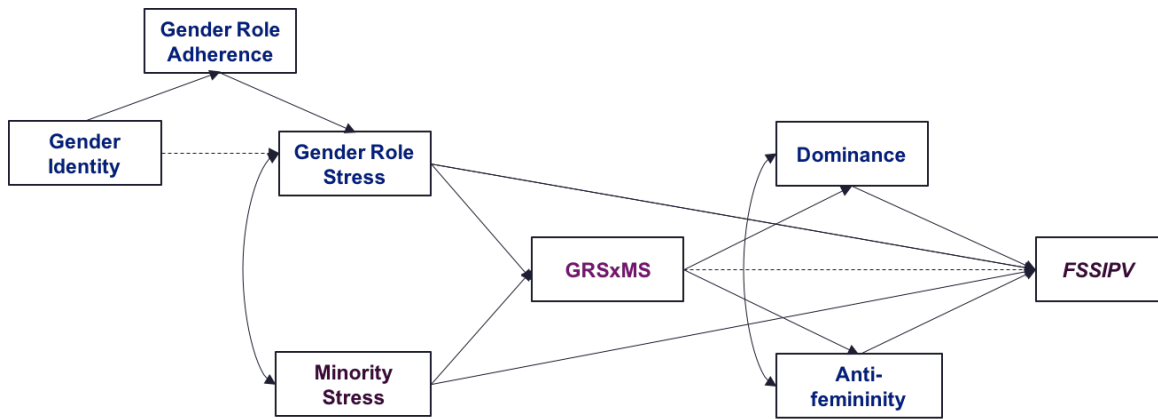 Gender Role
Adherence
Gender
Identity
Gender Role
Stress
Dominance
GRSxMS
FSSIPV
Minority
Stress
Anti-
femininity